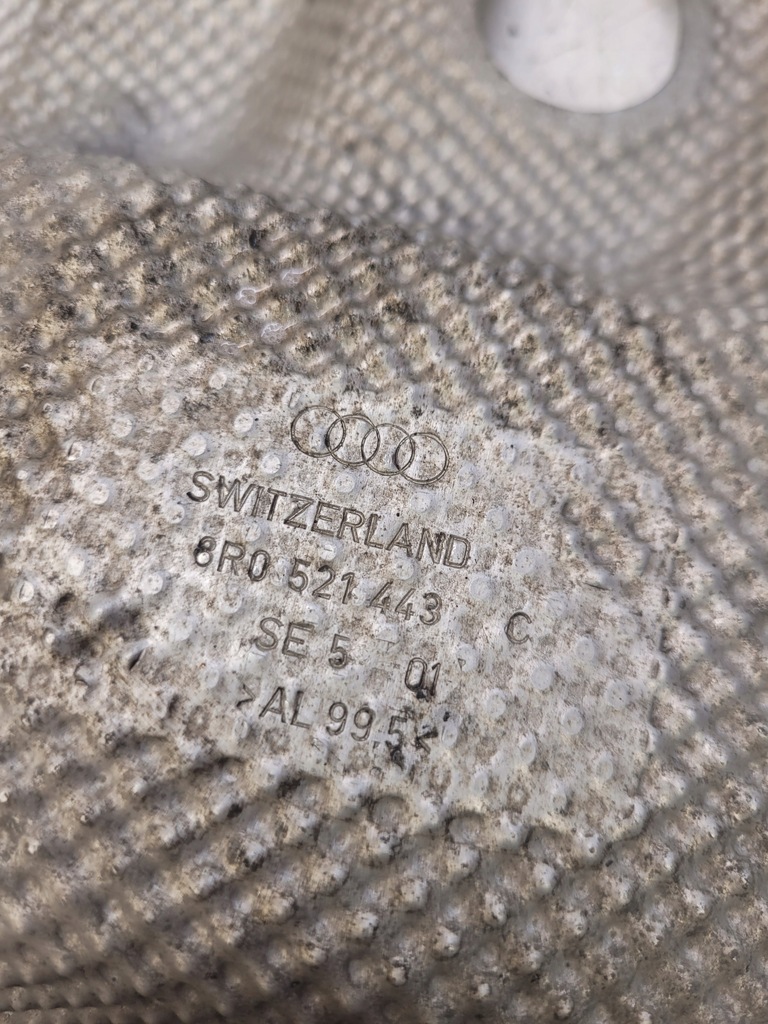 SWITZERLAND
8R0 521 443 C
SE 5 01
>AL 99,5<